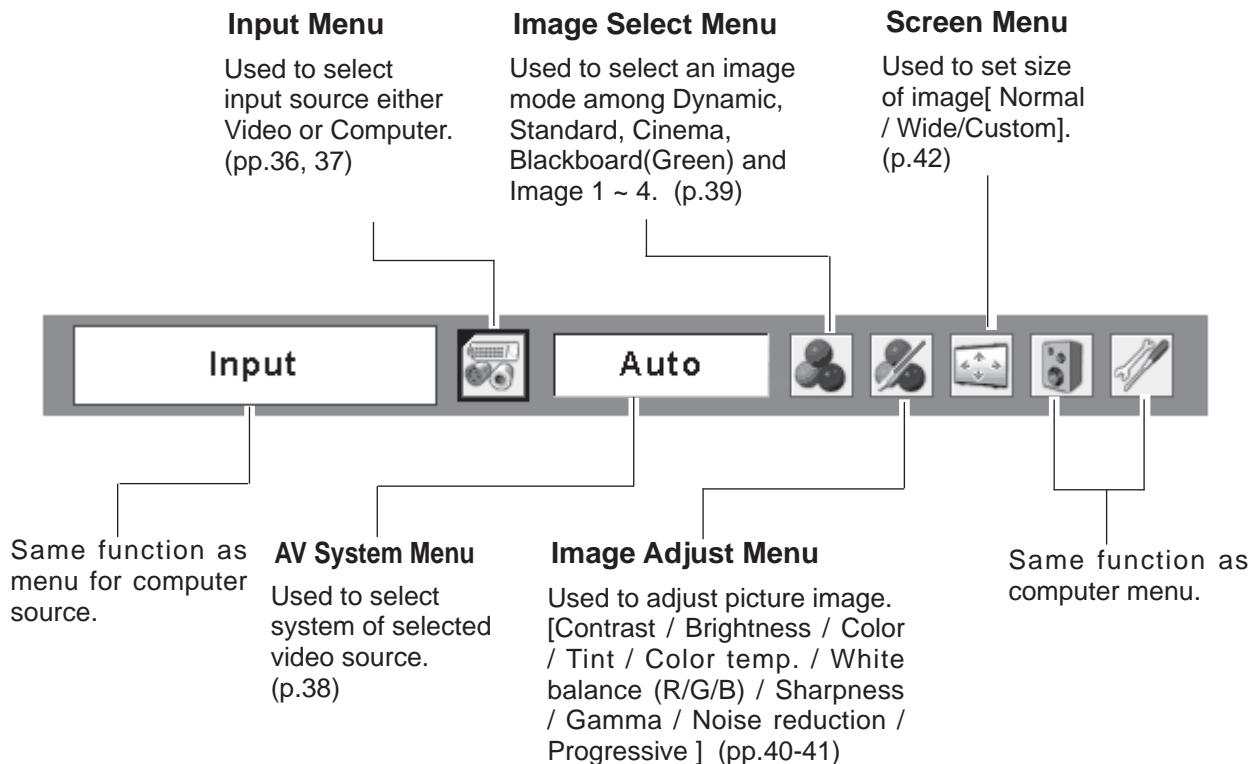 Input Menu
Used to select
input source either
Video or Computer.
(pp.36, 37)
Image Select Menu
Used to select an image
mode among Dynamic,
Standard, Cinema,
Blackboard(Green) and
Image 1 ~ 4.  (p.39)
Screen Menu
Used to set size
of image[ Normal
/ Wide/Custom].
(p.42)
Input
Auto
Same function as
menu for computer
source.
AV System Menu
Used to select
system of selected
video source.
(p.38)
Image Adjust Menu
Used to adjust picture image.
[Contrast / Brightness / Color
/ Tint / Color temp. / White
balance (R/G/B) / Sharpness
/ Gamma / Noise reduction /
Progressive ]  (pp.40-41)
Same function as
computer menu.